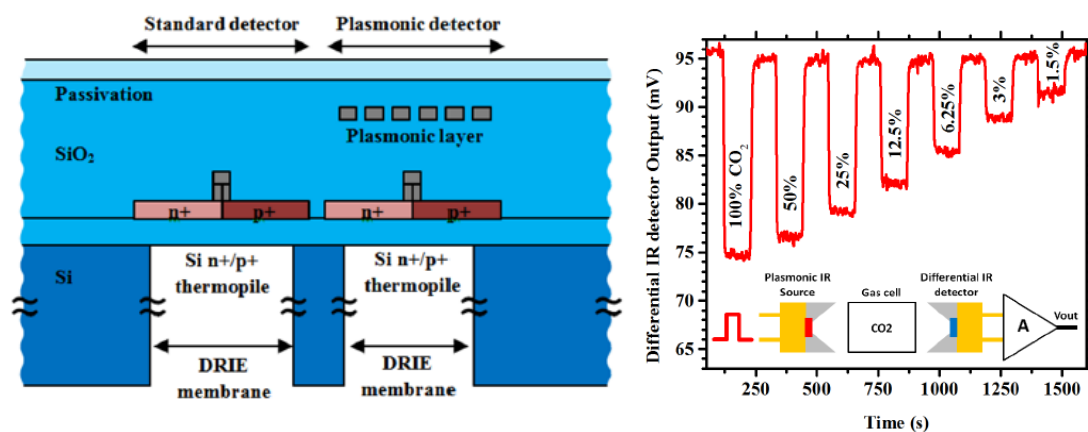 Standard detector
Plasmonic detector
Passivation
Plasmonic layer
SiO2
n+
p+
n+
p+
Si
Si n+/p+
thermopile
Si n+/p+
thermopile
DRIE
membrane
DRIE
membrane
Differential IR detector Output (mV)
95
90
85
80
75
70
65
100% CO2
50%
25%
12.5%
6.25%
3%
1.5%
Plasmonic IR
Source
Gas cell
Differential IR
detector
CO2
A
Vout
250
500
750
1000
1250
1500
Time (s)